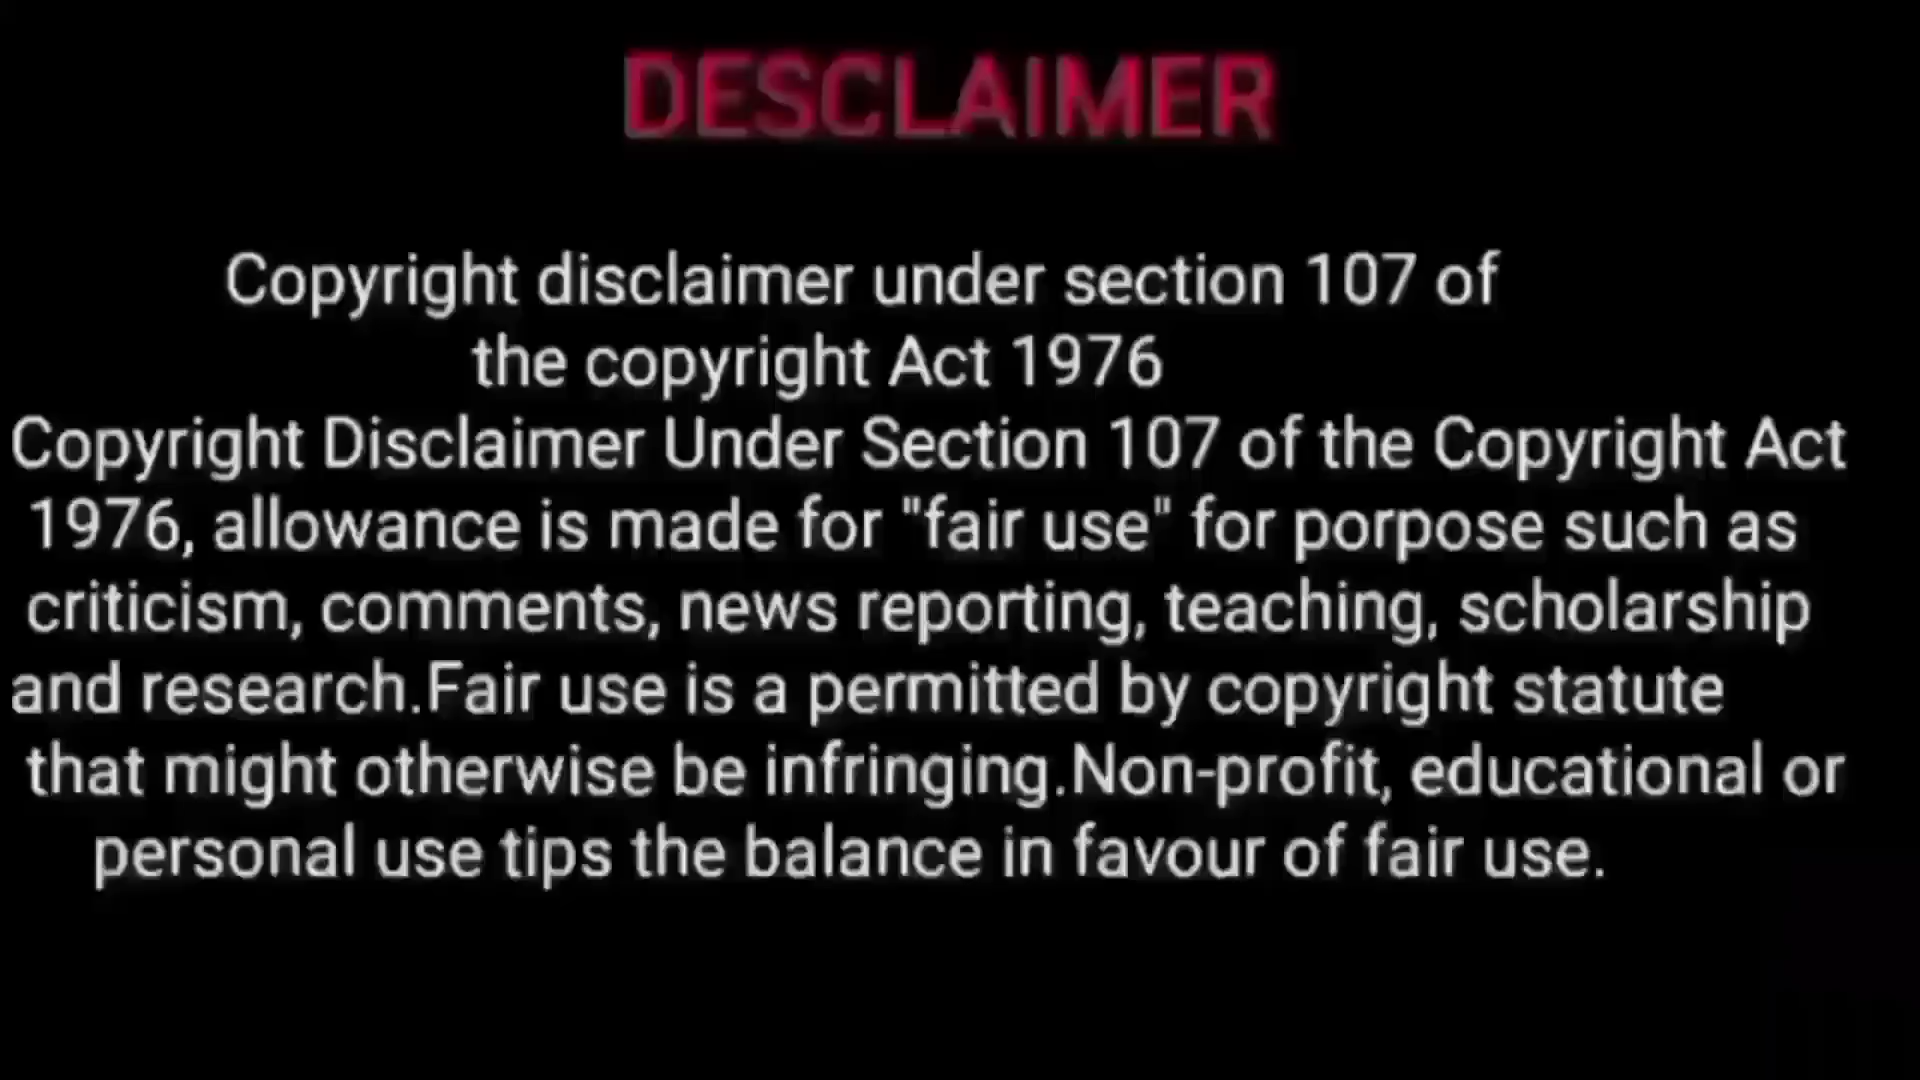 DESCLAIMER
Copyright disclaimer under section 107 of
the copyright Act 1976
Copyright Disclaimer Under Section 107 of the Copyright Act
1976, allowance is made for "fair use" for porpose such as
criticism, comments, news reporting, teaching, scholarship
and research.Fair use is a permitted by copyright statute
that might otherwise be infringing.Non-profit, educational or
personal use tips the balance in favour of fair use.